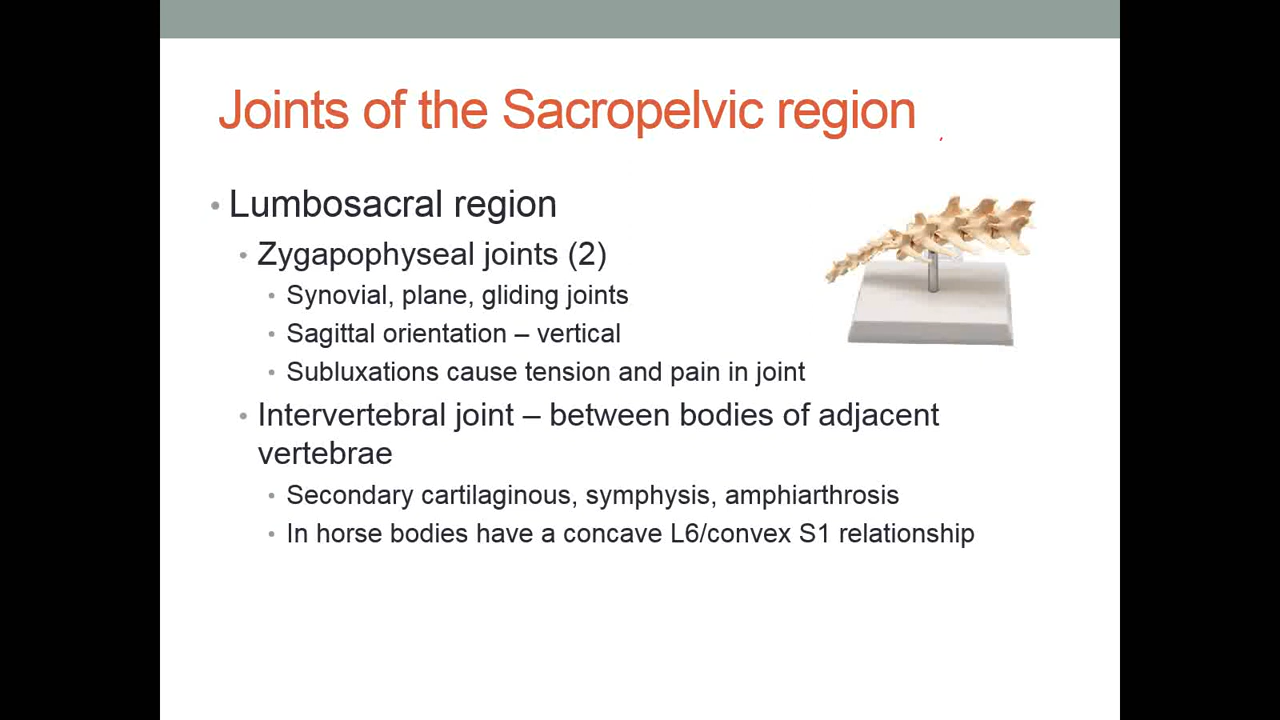 Joints of the Sacropelvic region
• Lumbosacral region
• Zygapophyseal joints (2)
• Synovial, plane, gliding joints
• Sagittal orientation – vertical
• Subluxations cause tension and pain in joint
• Intervertebral joint – between bodies of adjacent
vertebrae
• Secondary cartilaginous, symphysis, amphiarthrosis
• In horse bodies have a concave L6/convex S1 relationship